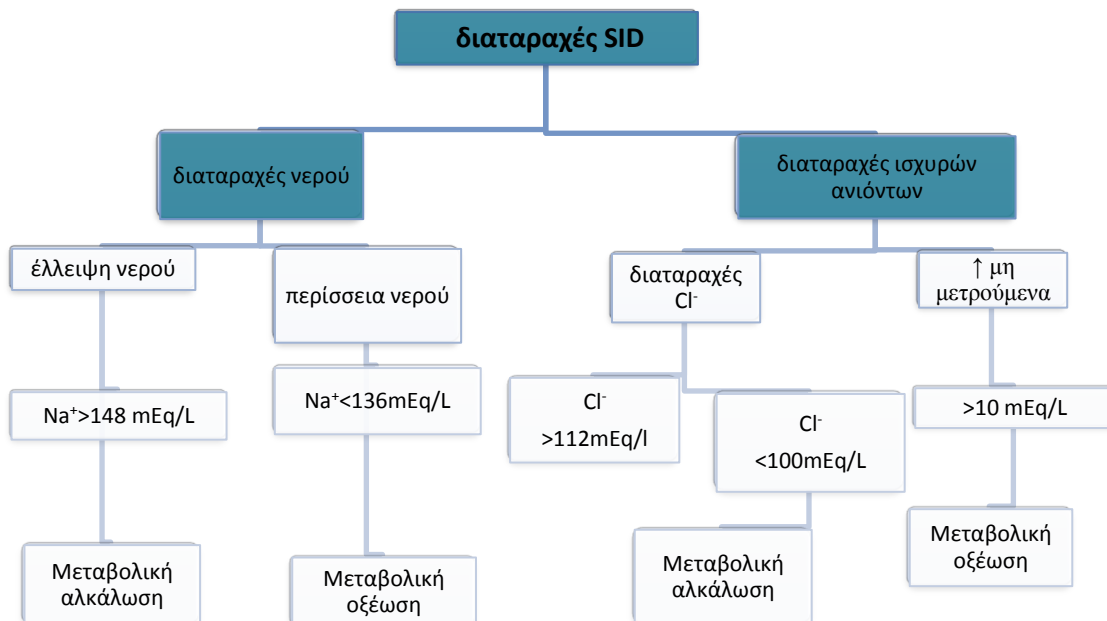 διαταραχές SID
διαταραχές νερού
διαταραχές ισχυρών
ανιόντων
έλλειψη νερού
περίσσεια νερού
διαταραχές
Cl⁻
↑ μη
μετρούμενα
Na⁺>148 mEq/L
Na⁺<136mEq/L
Cl⁻
>112mEq/l
Cl⁻
<100mEq/L
>10 mEq/L
Μεταβολική
αλκάλωση
Μεταβολική
οξέωση
Μεταβολική
αλκάλωση
Μεταβολική
οξέωση